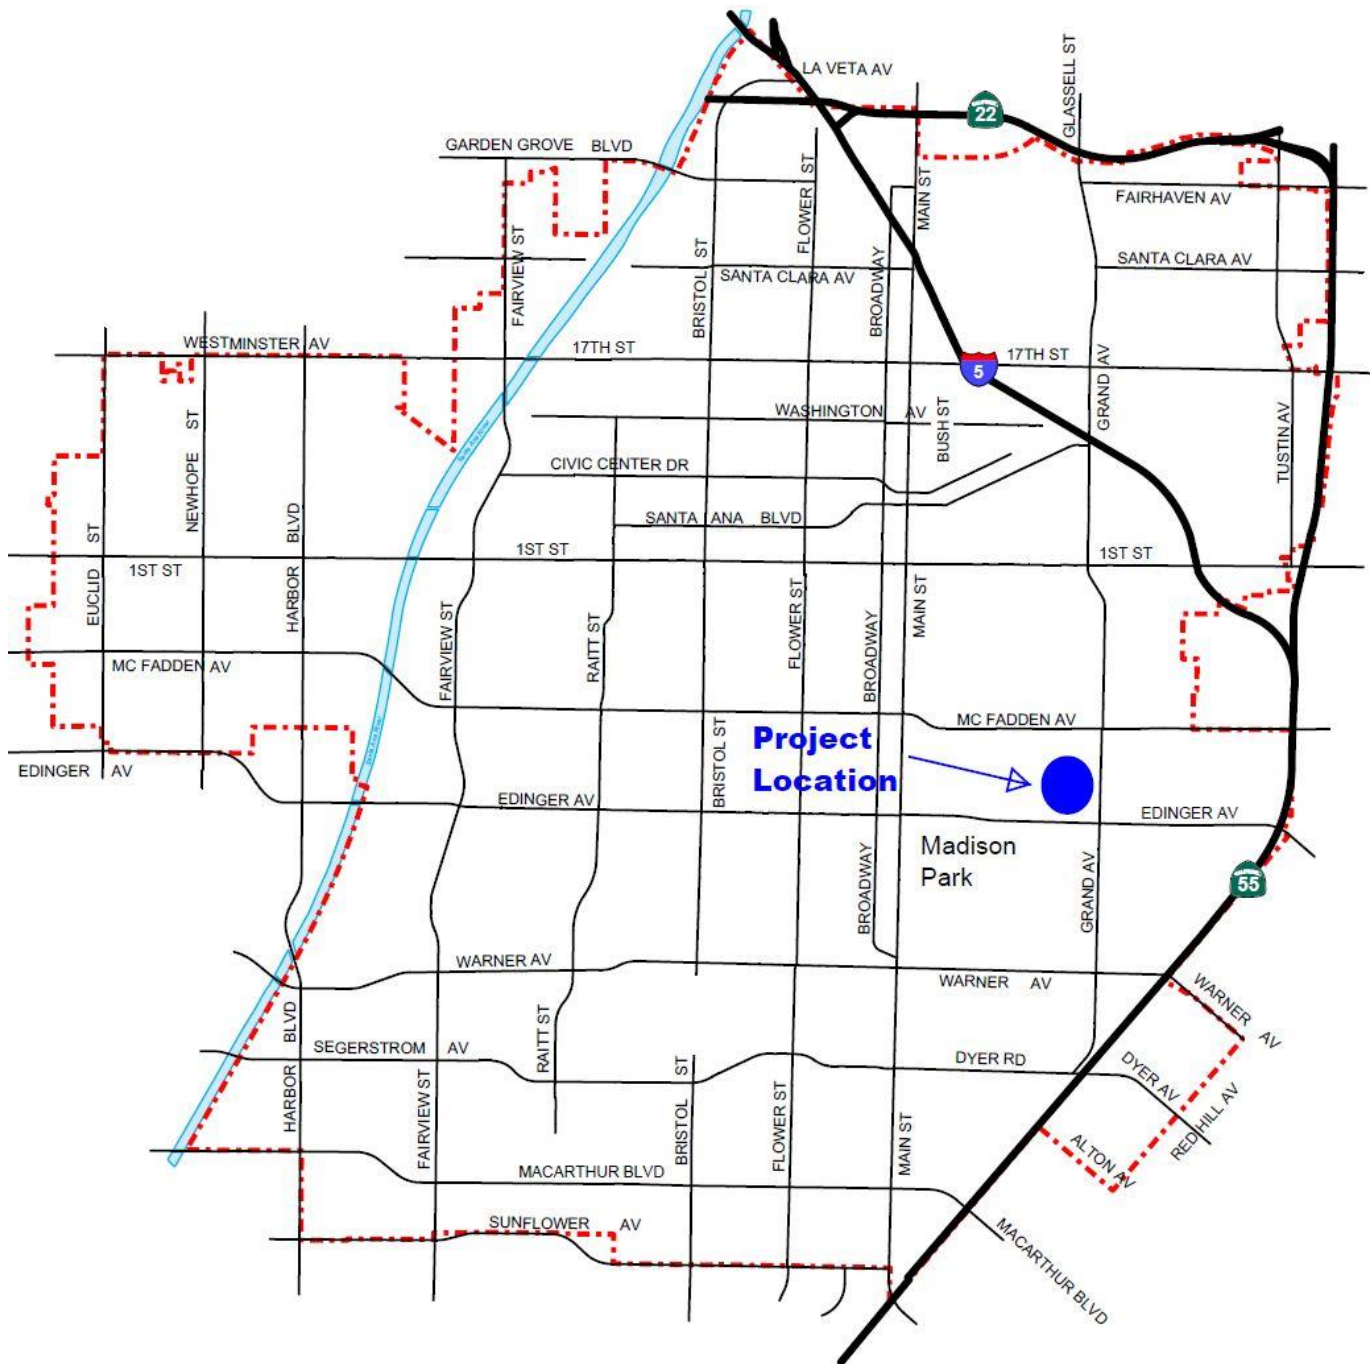 LA VETA AV
GLASSELL ST
22
GARDEN GROVE BLVD
FLOWER ST
MAIN ST
FAIRHAVEN AV
FAIRVIEW ST
BRISTOL ST
BROADWAY
SANTA CLARA AV
SANTA CLARA AV
WESTMINSTER AV
17TH ST
5
17TH ST
GRAND AV
NEWHOPE ST
WASHINGTON AV
BUSH ST
TUSTIN AV
Santa Ana River
CIVIC CENTER DR
EUCLID ST
HARBOR BLVD
SANTA ANA BLVD
1ST ST
1ST ST
1ST ST
FAIRVIEW ST
RAITT ST
FLOWER ST
BROADWAY
MAIN ST
MC FADDEN AV
MC FADDEN AV
Santa Ana River
BRISTOL ST
Project
Location
EDINGER AV
EDINGER AV
EDINGER AV
Madison
Park
BROADWAY
GRAND AV
55
WARNER AV
WARNER AV
WARNER AV
HARBOR BLVD
SEGERSTROM AV
RAITT ST
DYER RD
DYER AV
FAIRVIEW ST
BRISTOL ST
FLOWER ST
MAIN ST
RED HILL AV
ALTON AV
MACARTHUR BLVD
SUNFLOWER AV
MACARTHUR BLVD